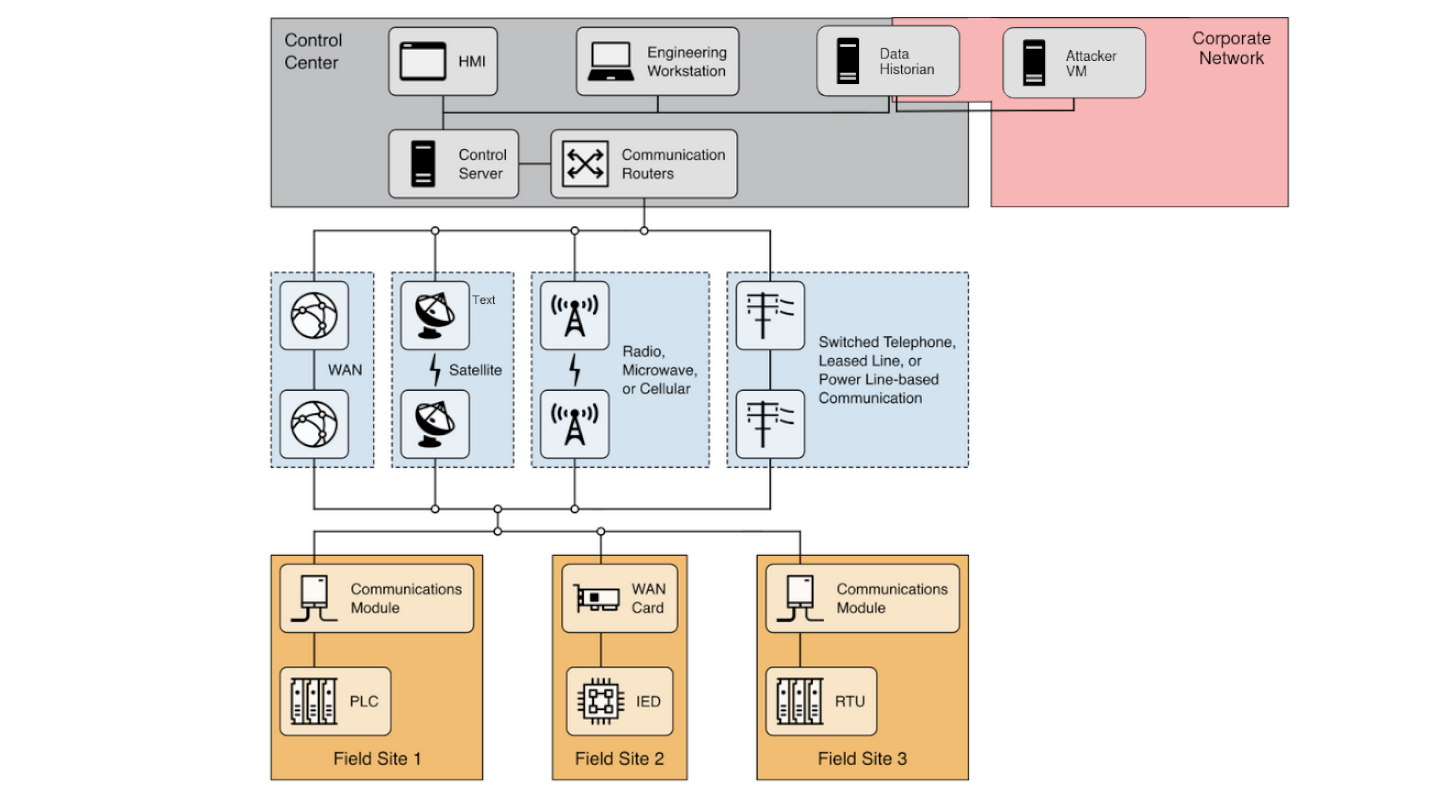 Control
Center
HMI
Engineering
Workstation
Data
Historian
Attacker
VM
Corporate
Network
Control
Server
Communication
Routers
WAN
Text
Satellite
Radio,
Microwave,
or Cellular
Switched Telephone,
Leased Line, or
Power Line-based
Communication
Communications
Module
PLC
Field Site 1
WAN
Card
IED
Field Site 2
Communications
Module
RTU
Field Site 3